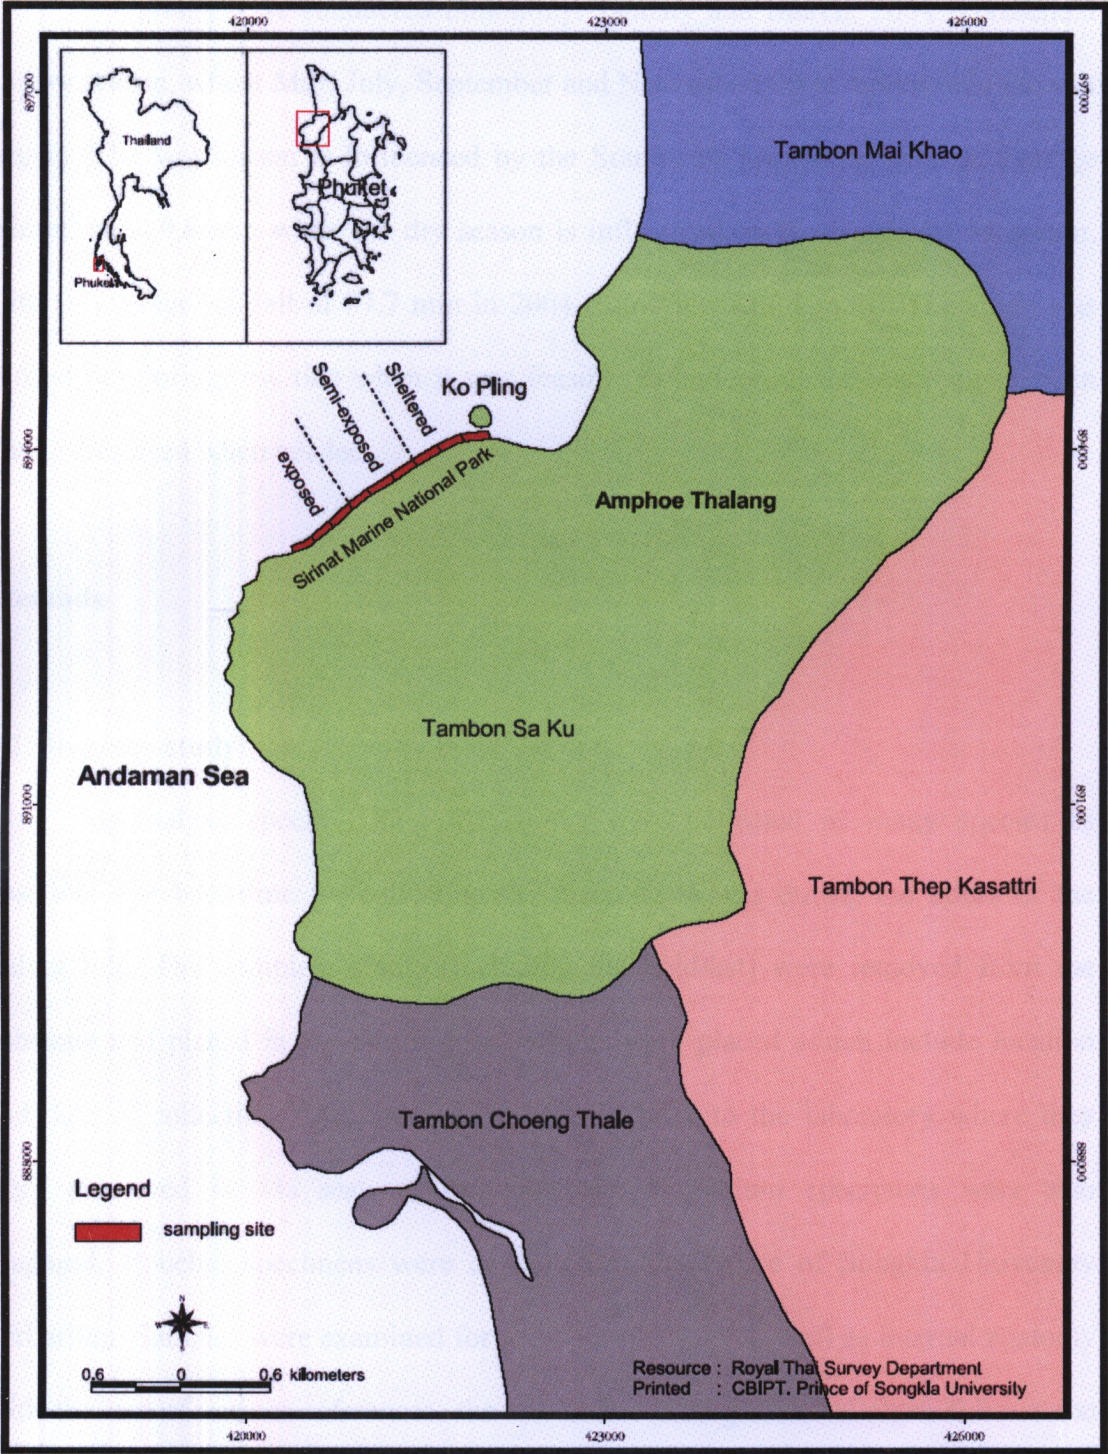 420000
423000
426000
897000
897000
Thailand
Phuket
Phuket
Tambon Mai Khao
Ko Pling
Sheltered
Semi-exposed
exposed
Sirinat Marine National Park
894000
894000
Amphoe Thalang
Tambon Sa Ku
Andaman Sea
891000
891000
Tambon Thep Kasattri
Tambon Choeng Thale
888000
888000
Legend
sampling site
N
W
E
S
0.6 0 0.6 kilometers
Resource : Royal Thai Survey Department
Printed : CBIPT. Prince of Songkla University
420000
423000
426000